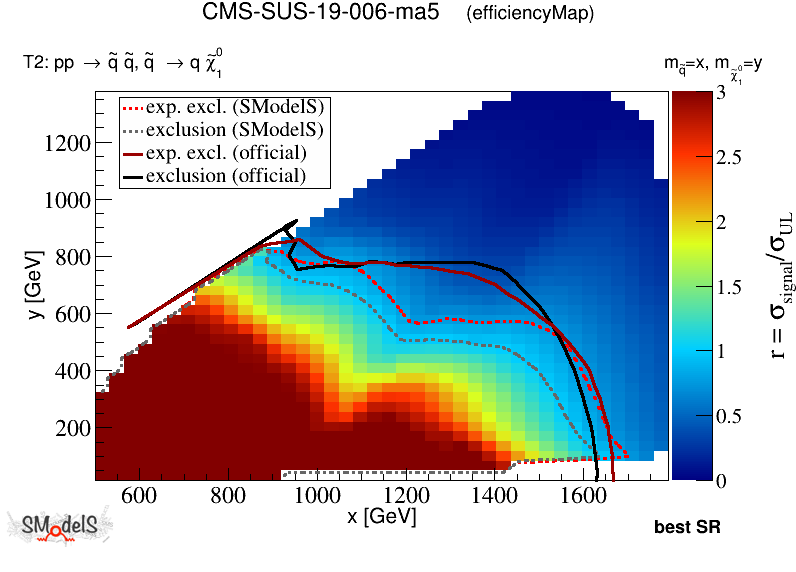 CMS-SUS-19-006-ma5 (efficiencyMap)
T2: pp → q̃ q̃, q̃ → q χ̃₁⁰
m_q̃=x, m_χ̃₁⁰=y
exp. excl. (SModelS)
exclusion (SModelS)
exp. excl. (official)
exclusion (official)
1200
1000
800
600
400
200
y [GeV]
600 800 1000 1200 1400 1600
x [GeV]
3
2.5
2
1.5
1
0.5
0
r = σ_signal/σ_UL
SModelS
best SR